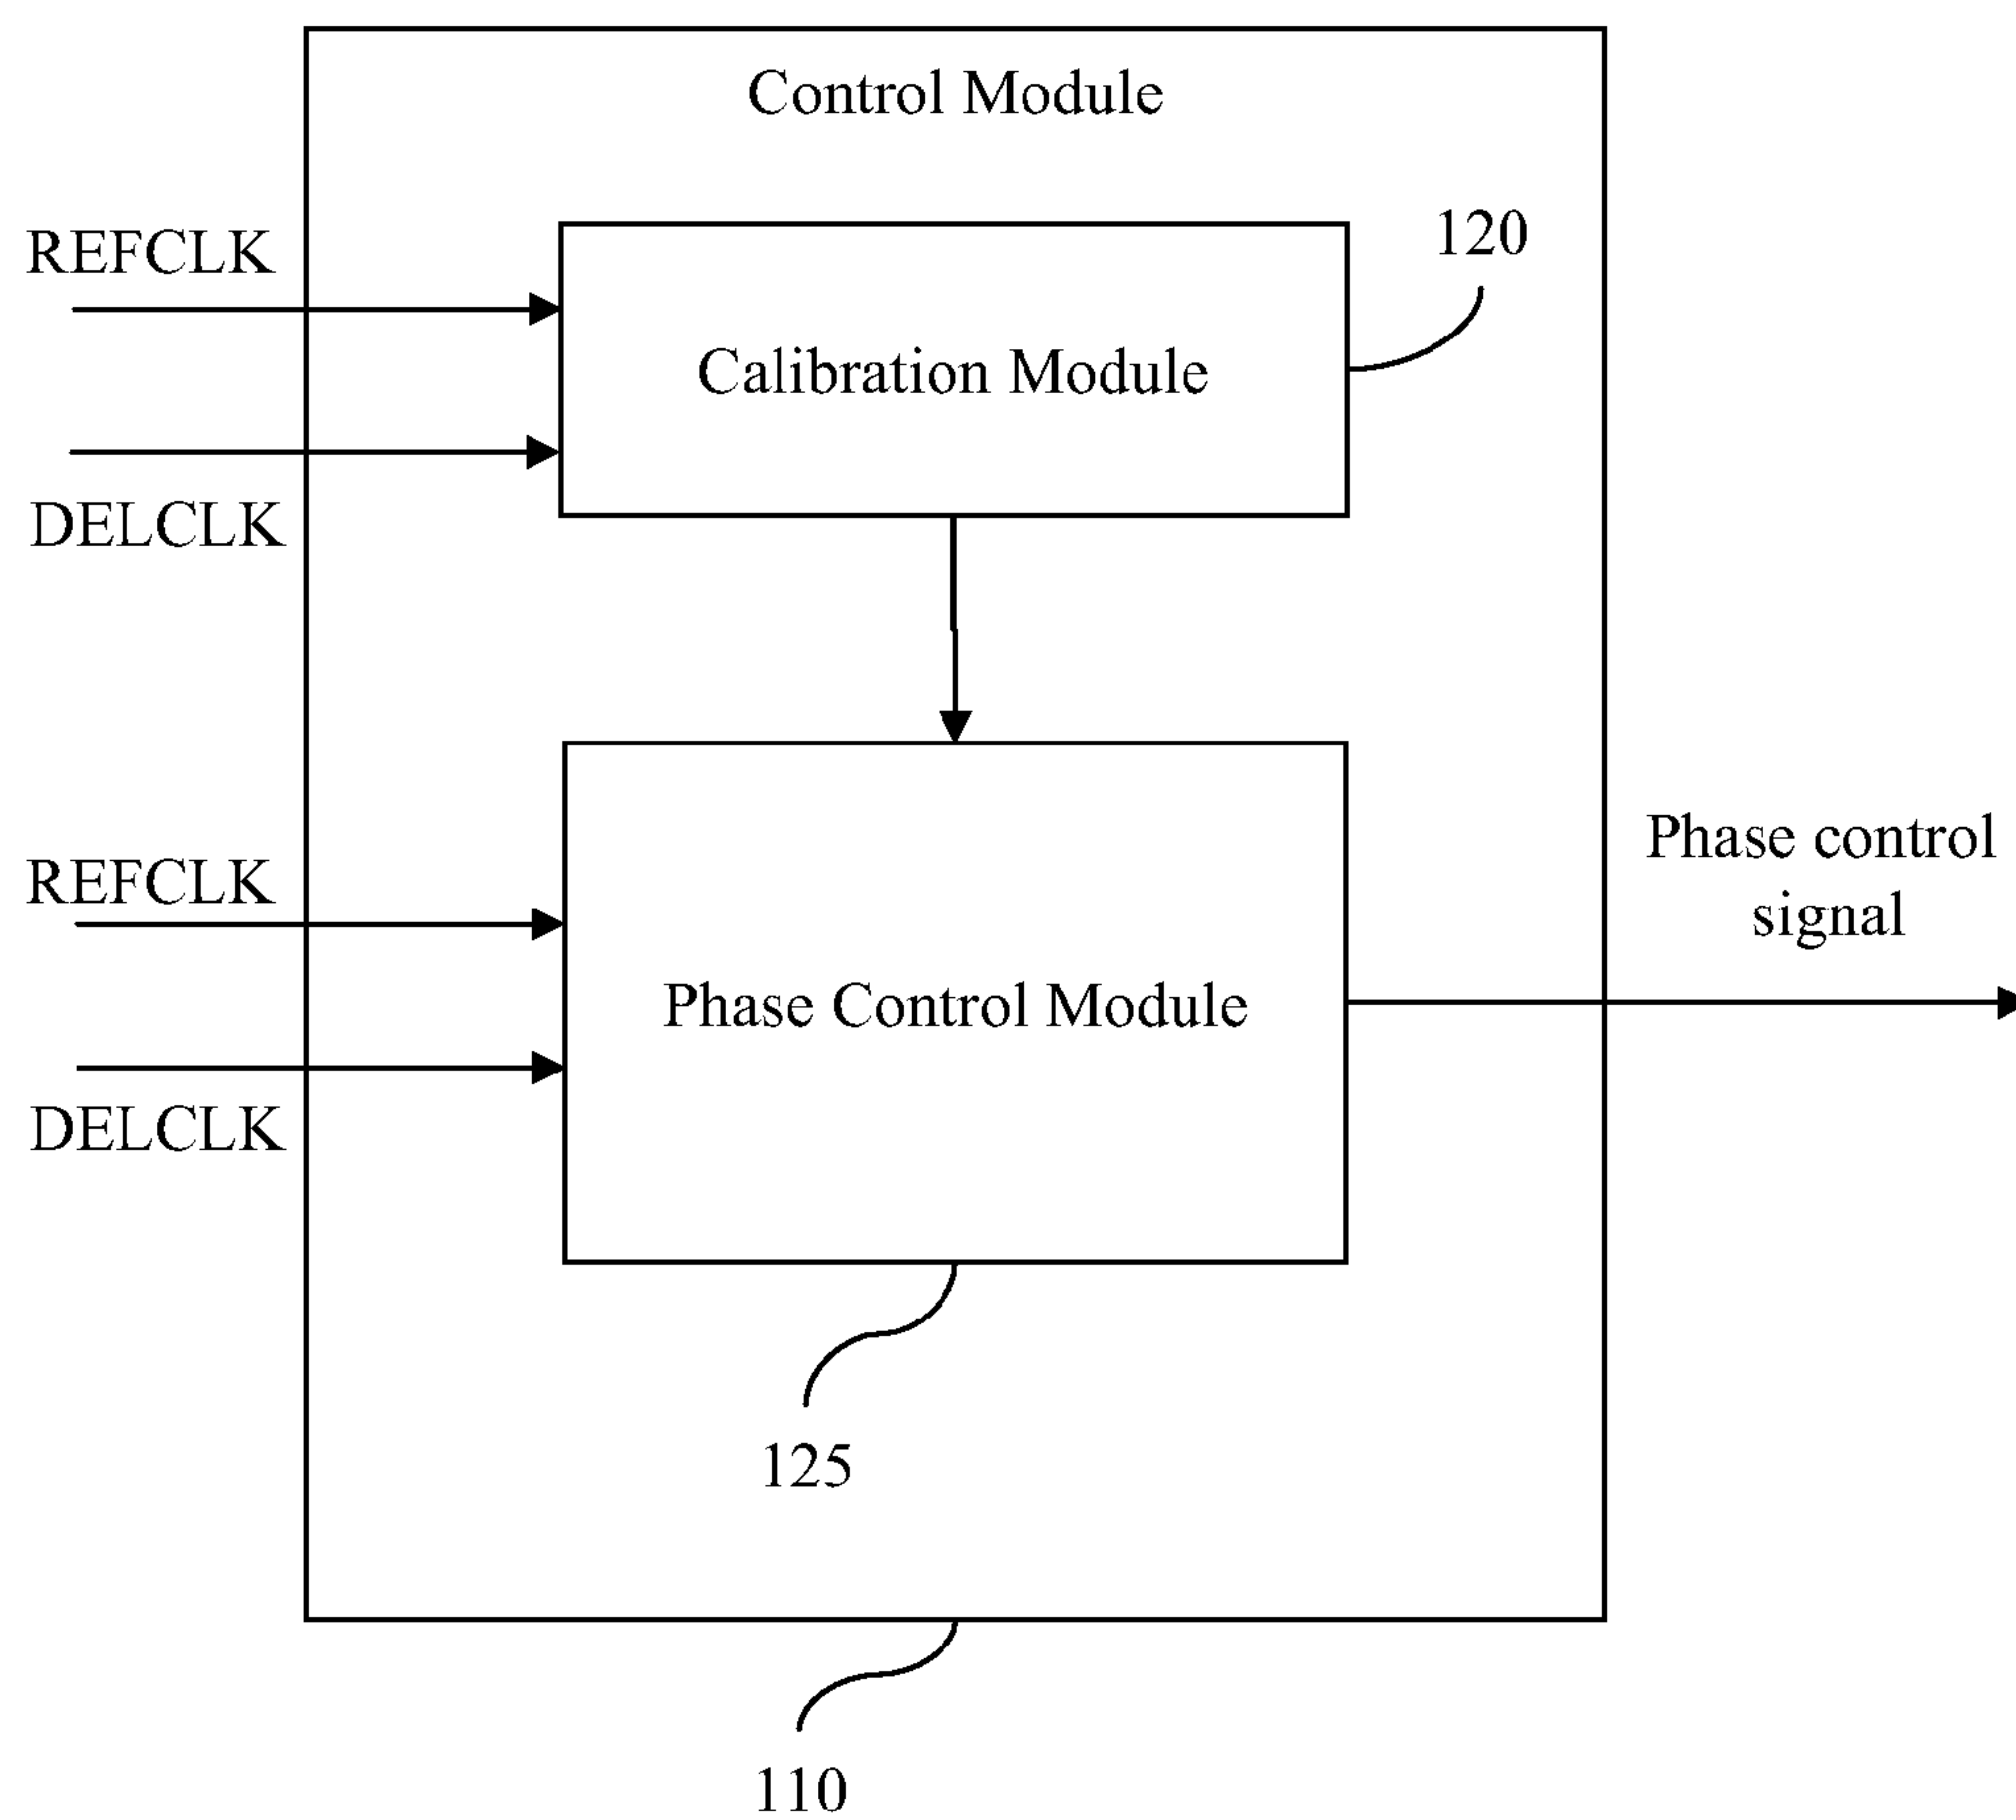 Control Module
REFCLK
120
Calibration Module
DELCLK
Phase control
signal
REFCLK
Phase Control Module
DELCLK
125
110